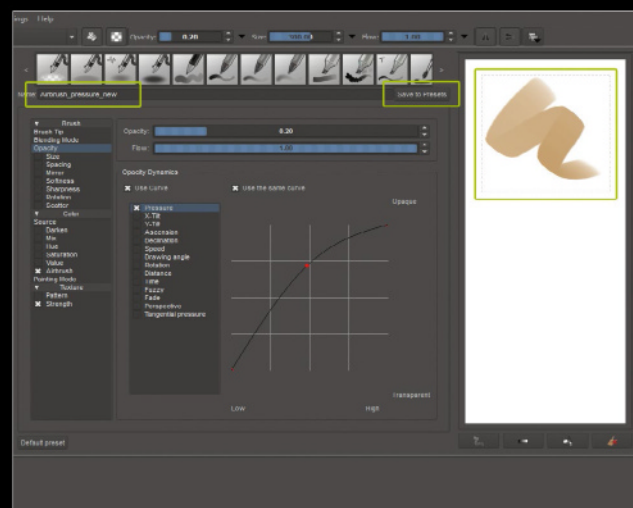 ings Help
Opacity: 0.20 Size: Flow: 1.00
Name: Airbrush_pressure_new Save to Presets
Brush
Brush Tip
Blending Mode
Opacity
Size
Spacing
Mirror
Softness
Sharpness
Rotation
Scatter
Color
Source
Darken
Mix
Hue
Saturation
Value
Airbrush
Painting Mode
Texture
Pattern
Strength
Opacity: 0.20
Flow: 1.00
Opacity Dynamics
Use Curve Use the same curve
Pressure
X-Tilt
Y-Tilt
Ascension
Declination
Speed
Drawing angle
Rotation
Distance
Time
Fuzzy
Fade
Perspective
Tangential pressure
Opaque
Transparent
Low High
Default preset